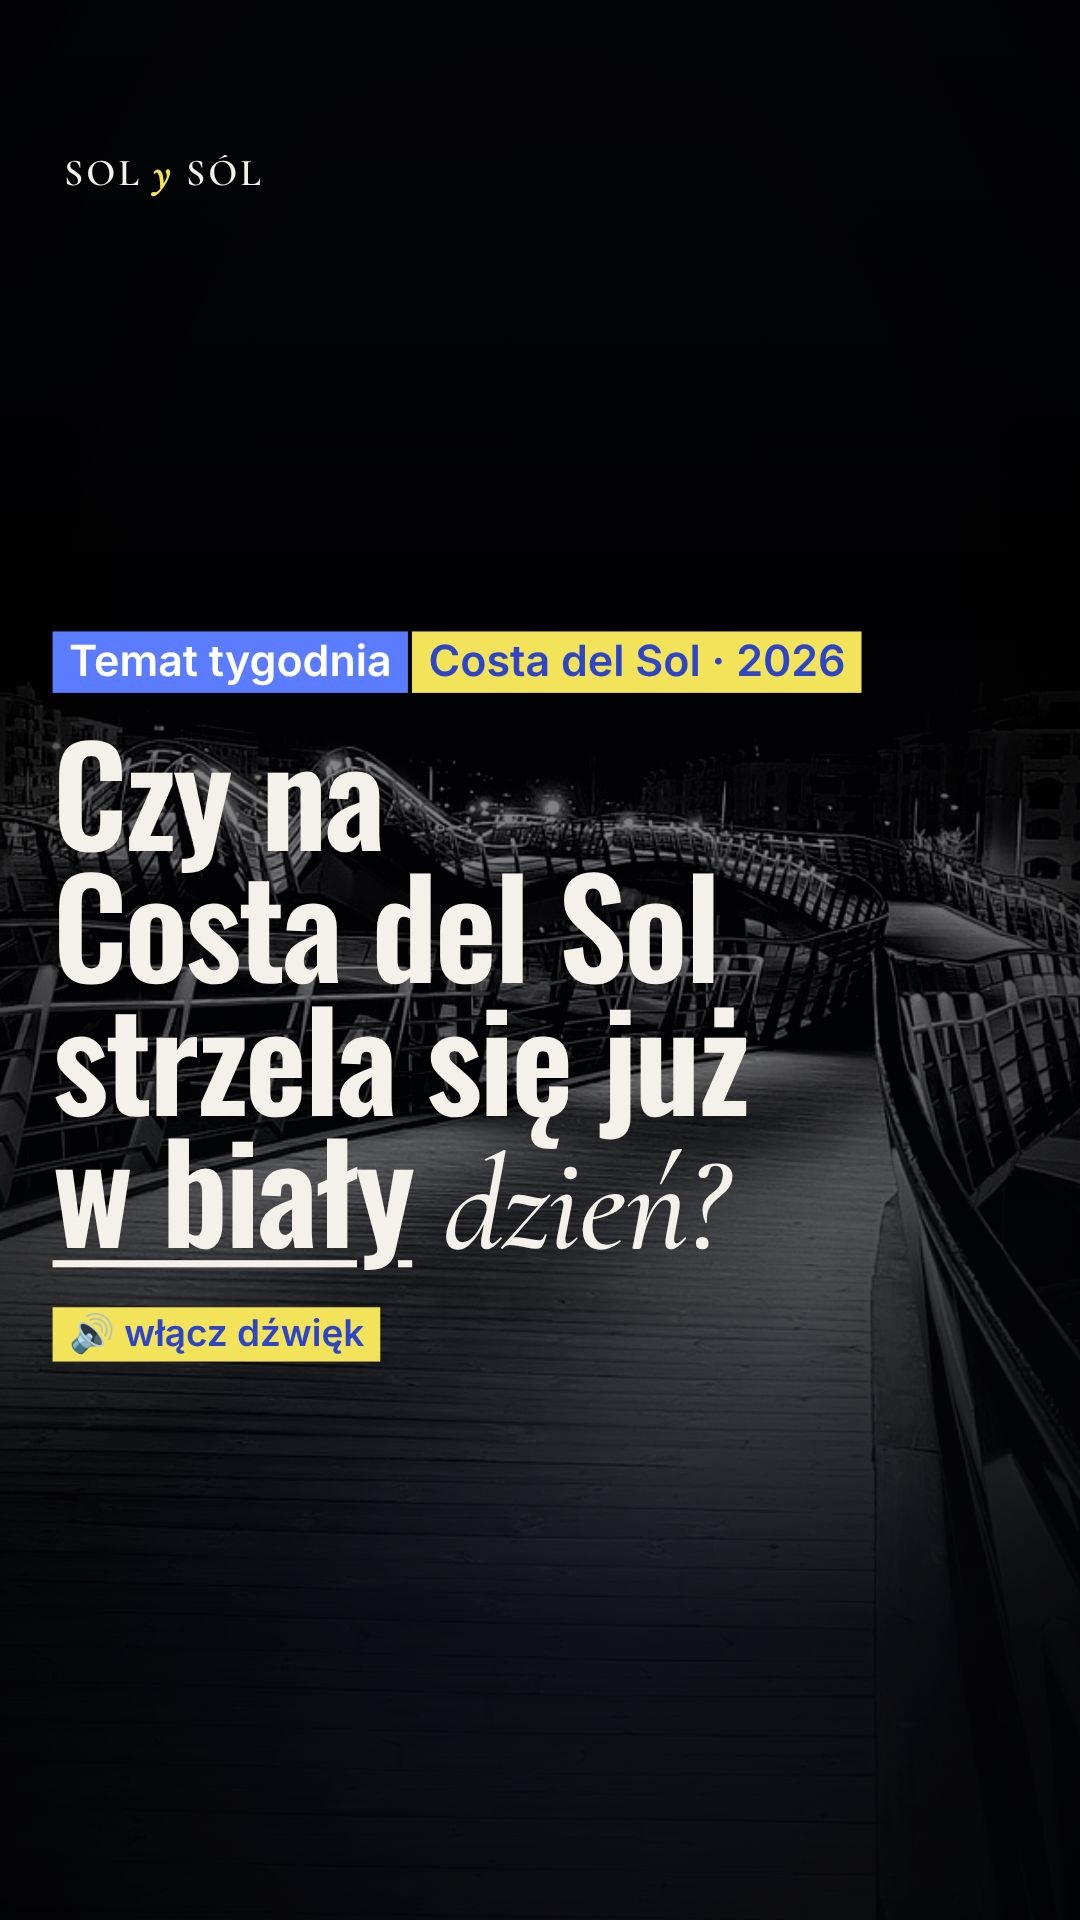 SOL y SÓL
Temat tygodnia Costa del Sol · 2026
Czy na
Costa del Sol
strzela się już
w biały dzień?
🔊 włącz dźwięk